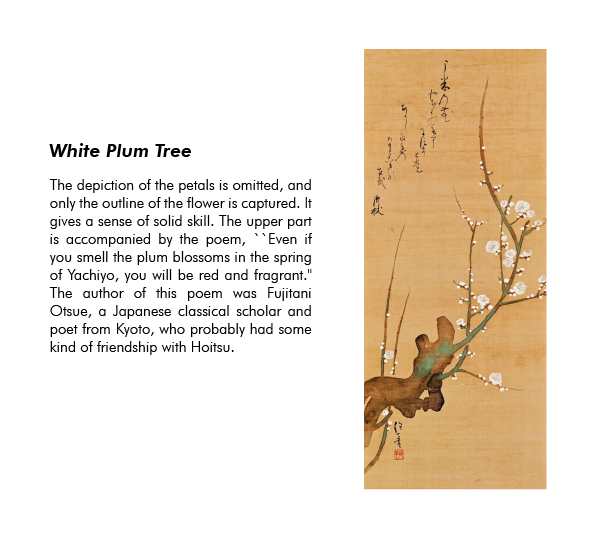 White Plum Tree
The depiction of the petals is omitted, and
only the outline of the flower is captured. It
gives a sense of solid skill. The upper part
is accompanied by the poem, ``Even if
you smell the plum blossoms in the spring
of Yachiyo, you will be red and fragrant."
The author of this poem was Fujitani
Otsue, a Japanese classical scholar and
poet from Kyoto, who probably had some
kind of friendship with Hoitsu.